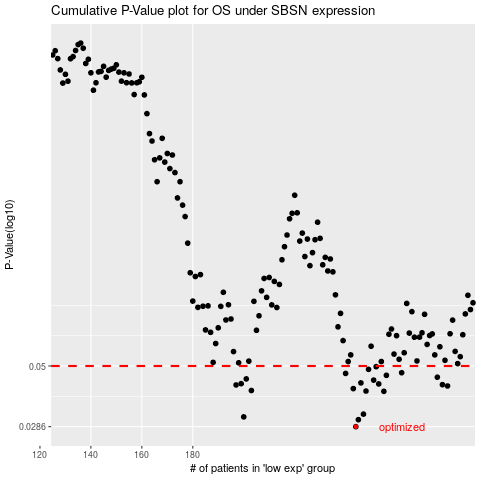 Cumulative P-Value plot for OS under SBSN expression
P-Value(log10)
0.05
0.0286
optimized
120 140 160 180
# of patients in 'low exp' group